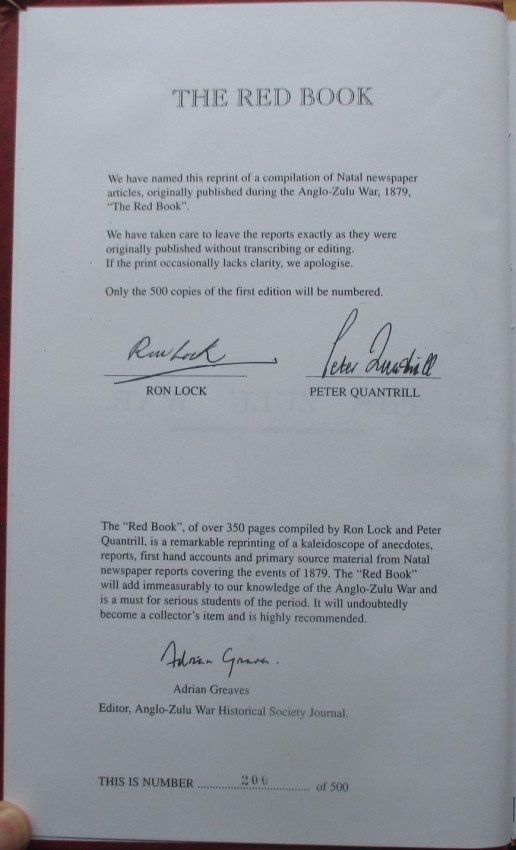 THE RED BOOK
We have named this reprint of a compilation of Natal newspaper
articles, originally published during the Anglo-Zulu War, 1879,
"The Red Book".
We have taken care to leave the reports exactly as they were
originally published without transcribing or editing.
If the print occasionally lacks clarity, we apologise.
Only the 500 copies of the first edition will be numbered.
Ron Lock
Peter Quantrill
RON LOCK
PETER QUANTRILL
The "Red Book", of over 350 pages compiled by Ron Lock and Peter
Quantrill, is a remarkable reprinting of a kaleidoscope of anecdotes,
reports, first hand accounts and primary source material from Natal
newspaper reports covering the events of 1879. The "Red Book"
will add immeasurably to our knowledge of the Anglo-Zulu War and
is a must for serious students of the period. It will undoubtedly
become a collector's item and is highly recommended.
Adrian Greaves.
Adrian Greaves
Editor, Anglo-Zulu War Historical Society Journal.
THIS IS NUMBER ........ 200 ........ of 500